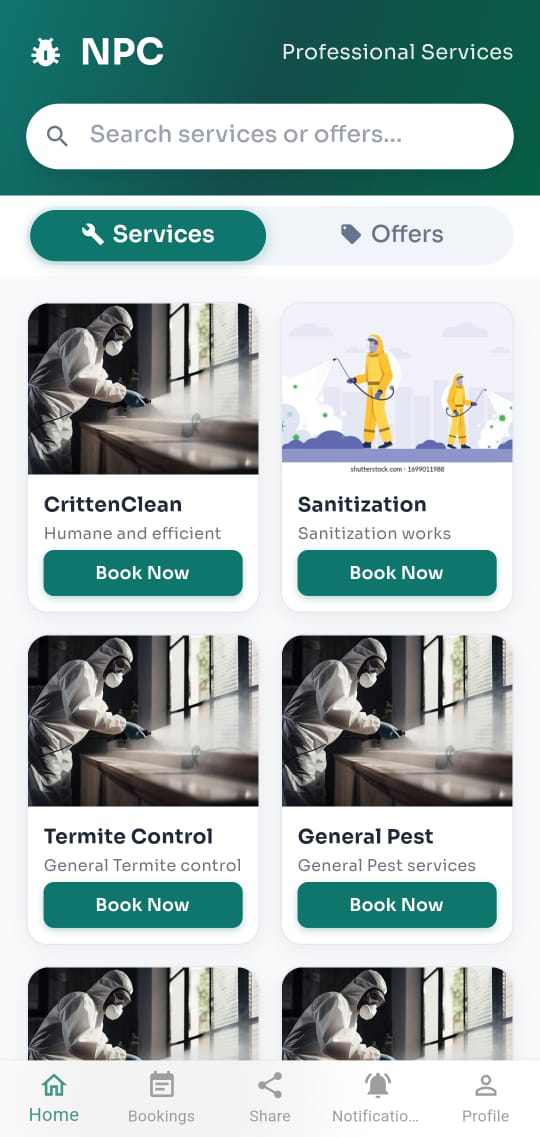 NPC
Professional Services
Search services or offers...
Services
Offers
shutterstock.com · 1699011988
CrittenClean
Sanitization
Humane and efficient
Sanitization works
Book Now
Book Now
Termite Control
General Pest
General Termite control
General Pest services
Book Now
Book Now
Home
Bookings
Share
Notificatio...
Profile